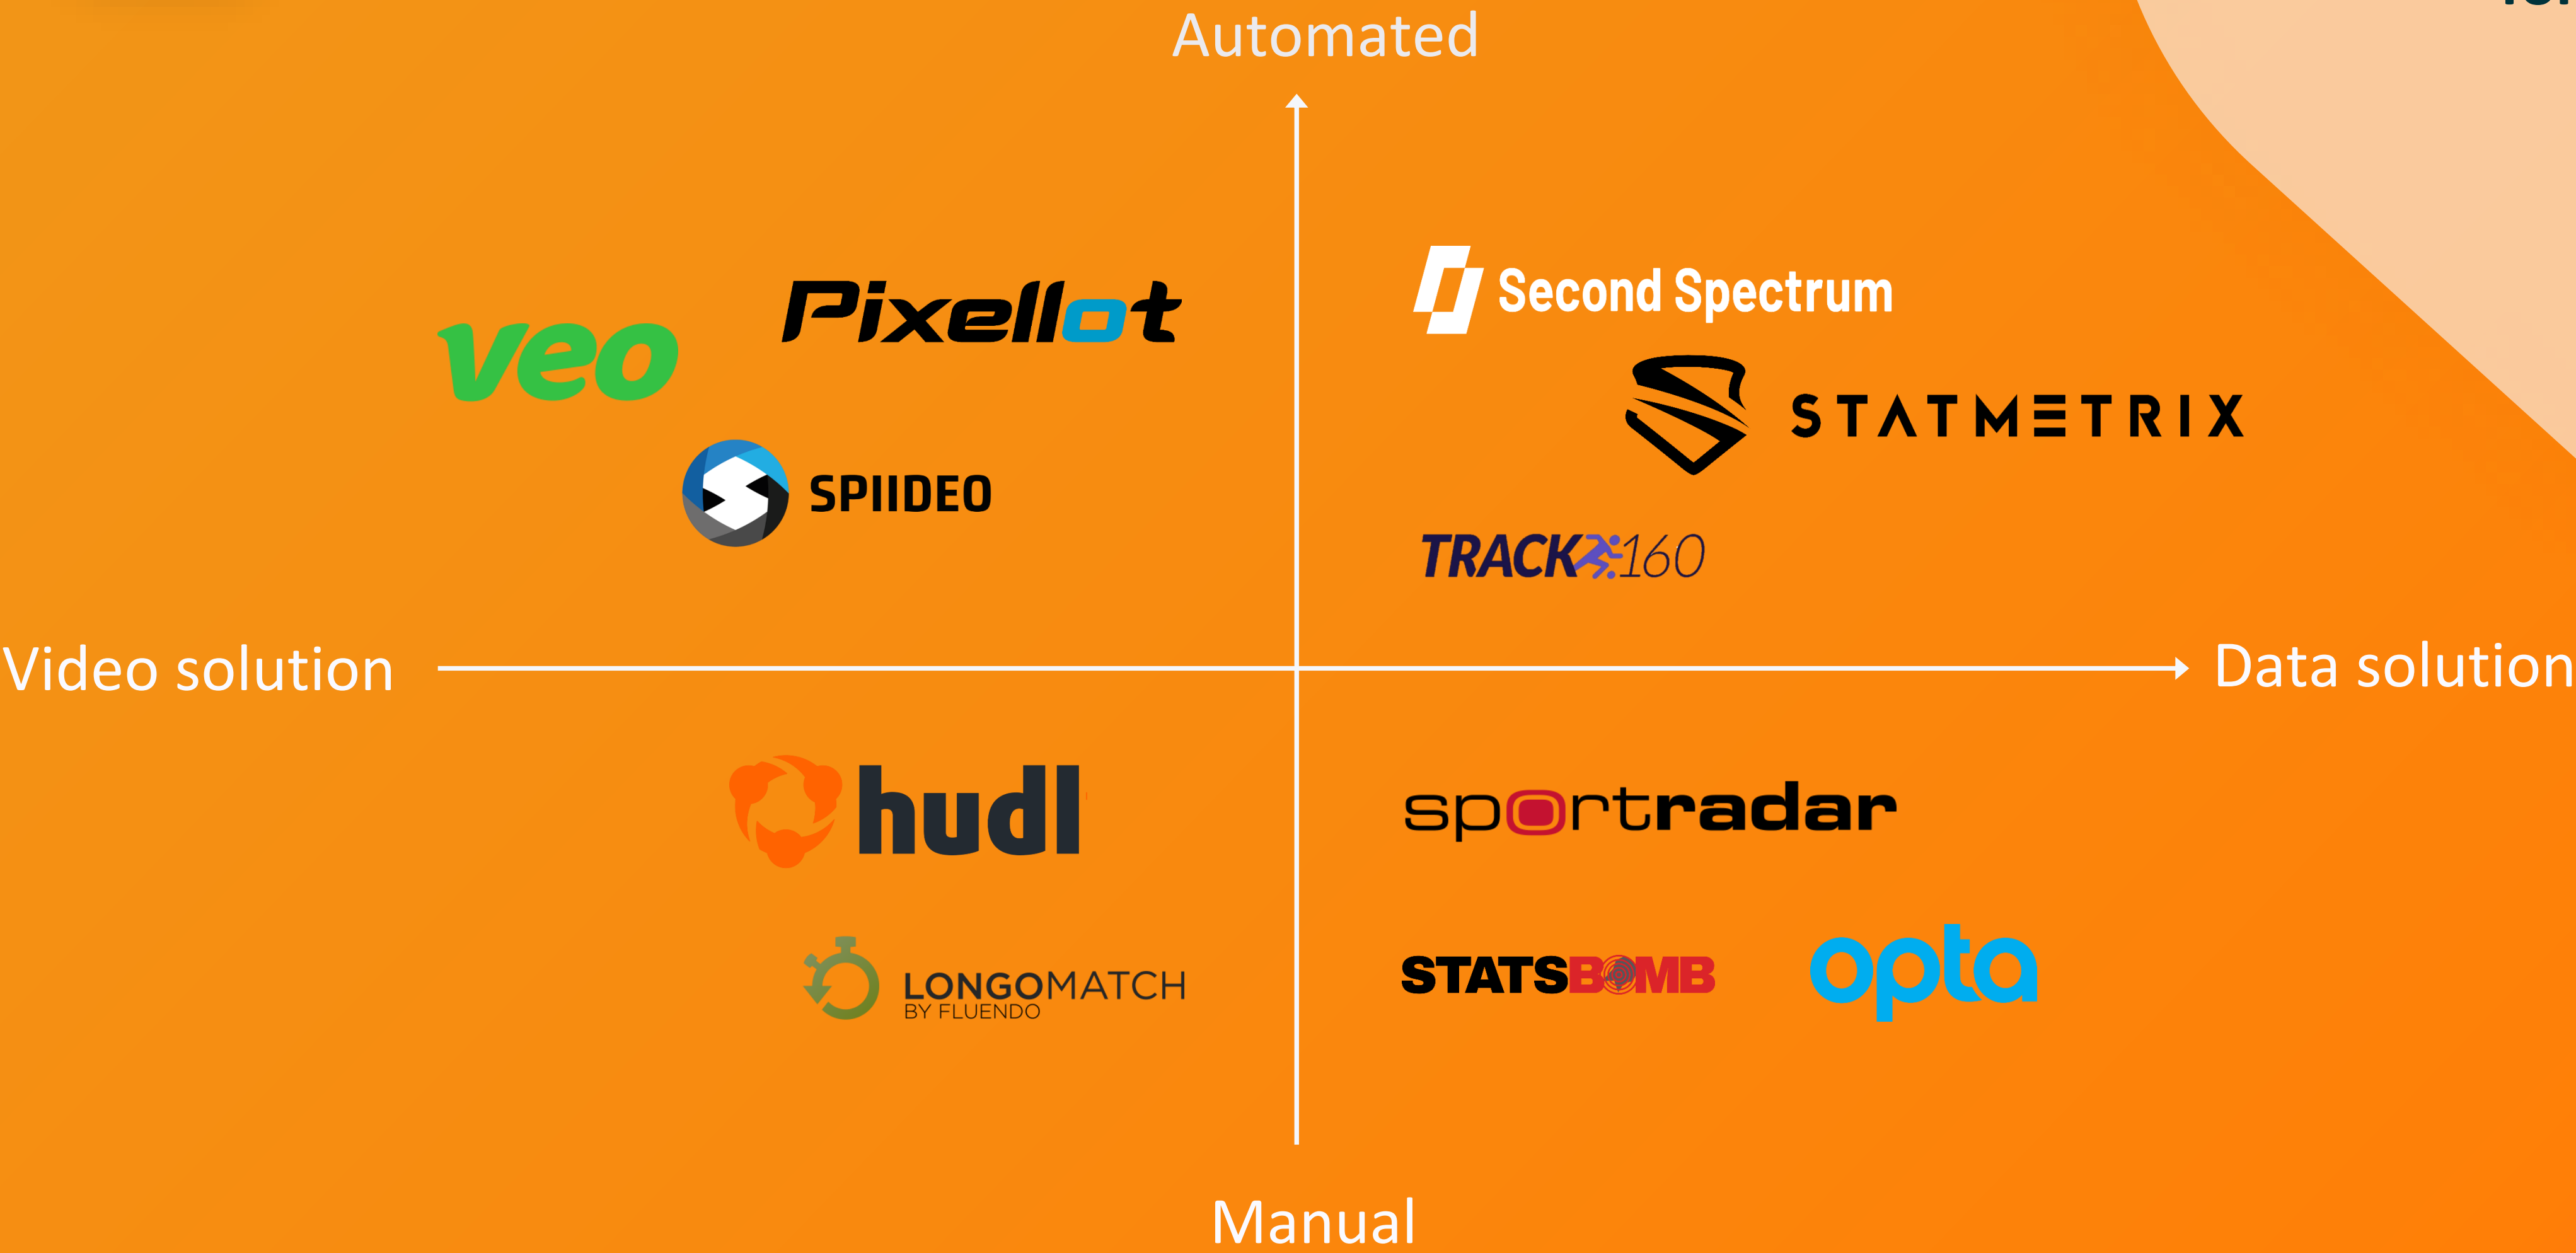 Automated
Pixellot
Second Spectrum
veo
STATMETRIX
SPIIDEO
TRACK160
Video solution
Data solution
hudl
sportradar
LONGOMATCH
BY FLUENDO
STATSBOMB
opta
Manual